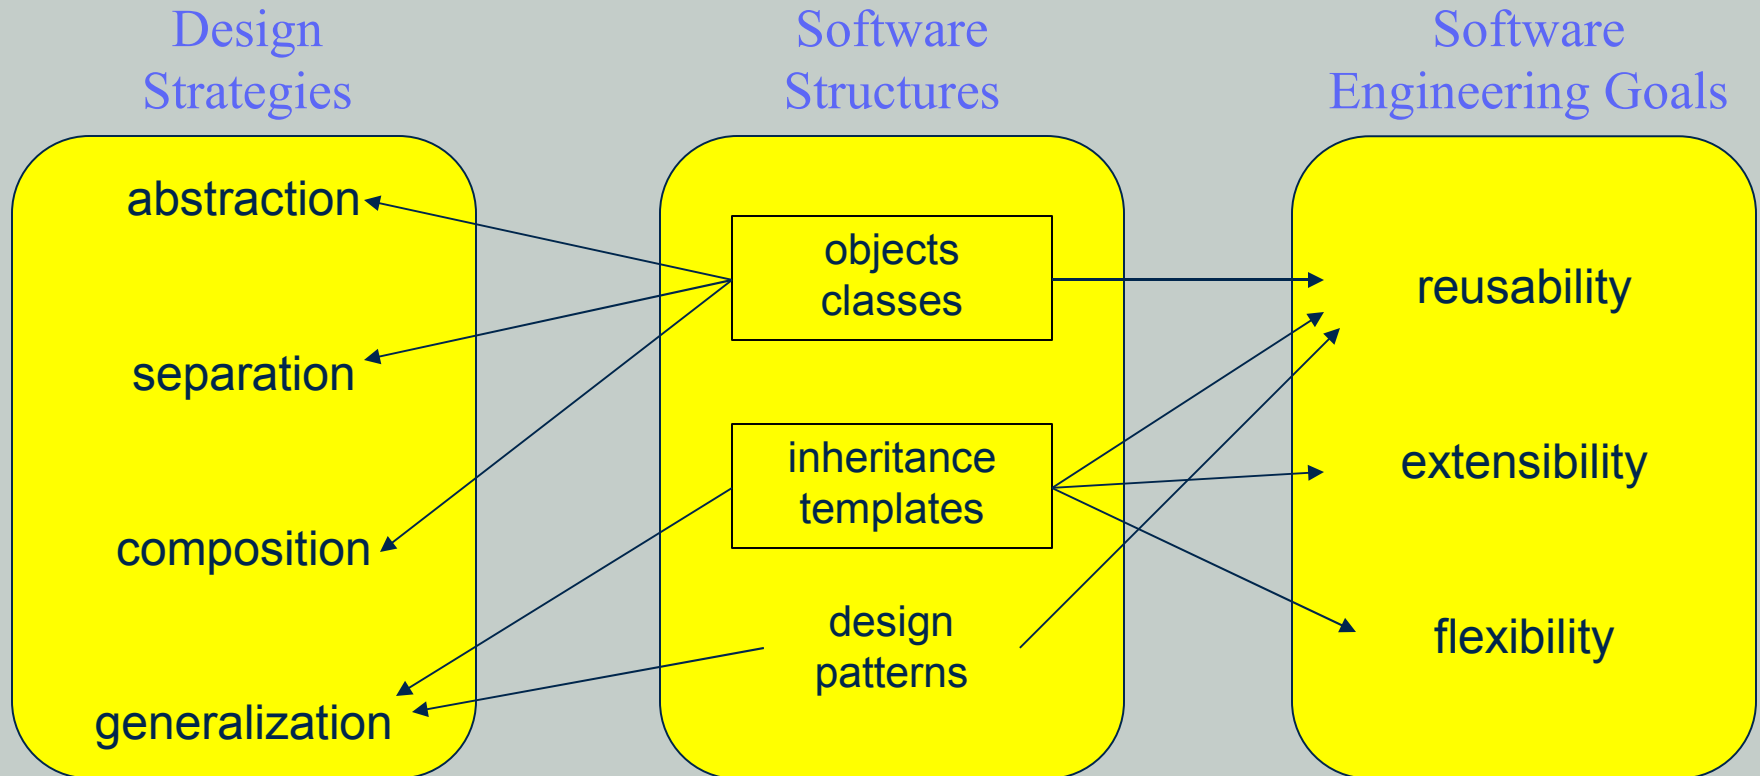 Design
Strategies
abstraction
separation
composition
generalization
Software
Structures
objects
classes
inheritance
templates
design
patterns
Software
Engineering Goals
reusability
extensibility
flexibility